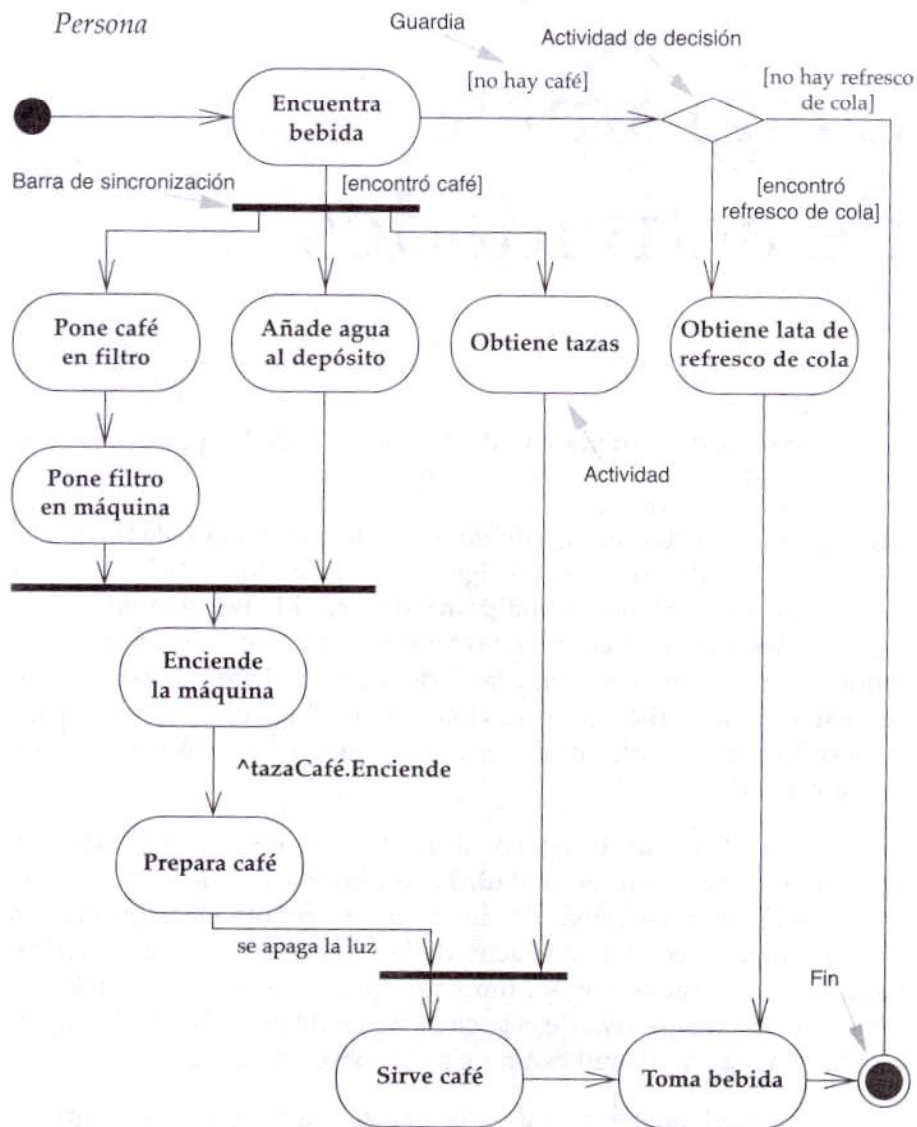 Persona
Guardia
Actividad de decisión
[no hay café]
[no hay refresco
de cola]
Encuentra
bebida
Barra de sincronización
[encontró café]
[encontró
refresco de cola]
Pone café
en filtro
Añade agua
al depósito
Obtiene tazas
Obtiene lata de
refresco de cola
Actividad
Pone filtro
en máquina
Enciende
la máquina
^tazaCafé.Enciende
Prepara café
se apaga la luz
Fin
Sirve café
Toma bebida